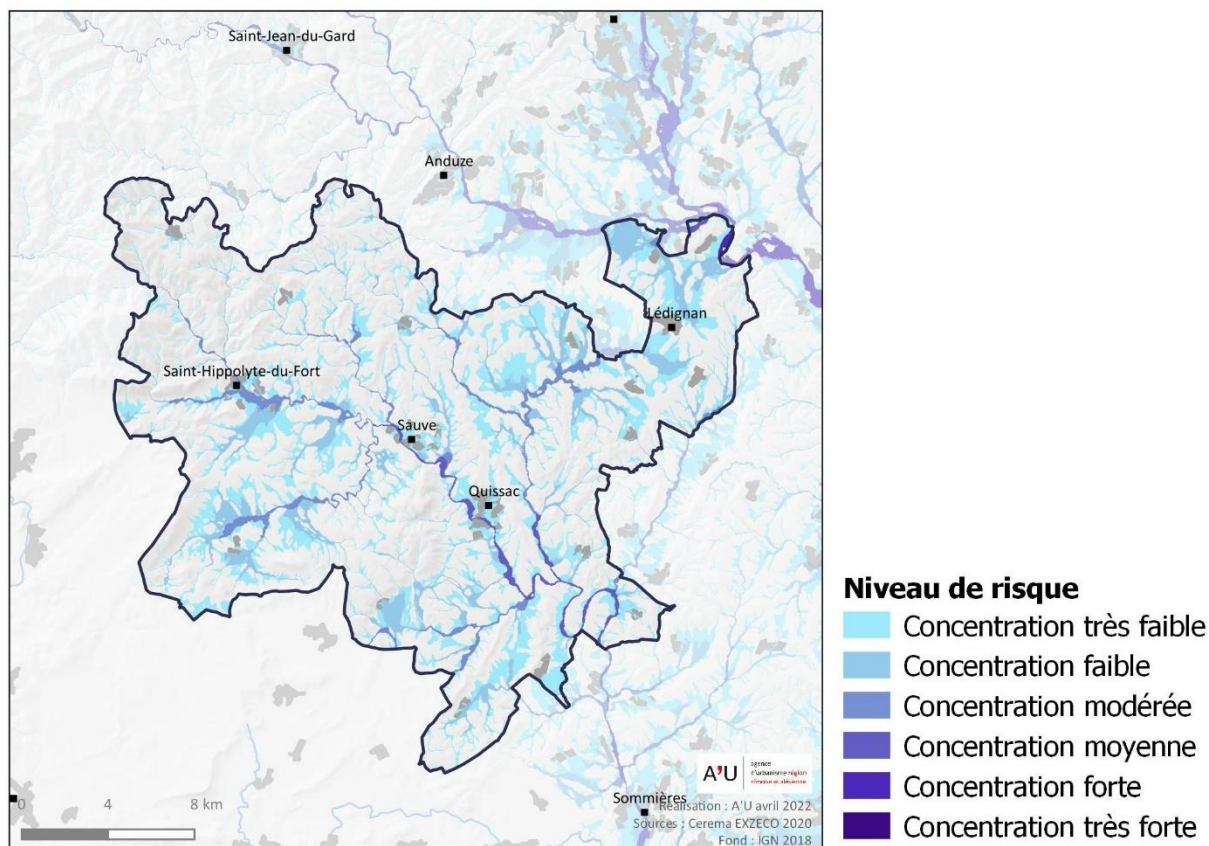 Saint-Jean-du-Gard
Anduze
Lédignan
Saint-Hippolyte-du-Fort
Sauve
Quissac
Niveau de risque
Concentration très faible
Concentration faible
Concentration modérée
Concentration moyenne
Concentration forte
Concentration très forte
A'U
agence
d'urbanisme région
nîmoise et alésienne
0 4 8 km
Sommières
Réalisation : A'U avril 2022
Sources : Cerema EXZECO 2020
Fond : IGN 2018